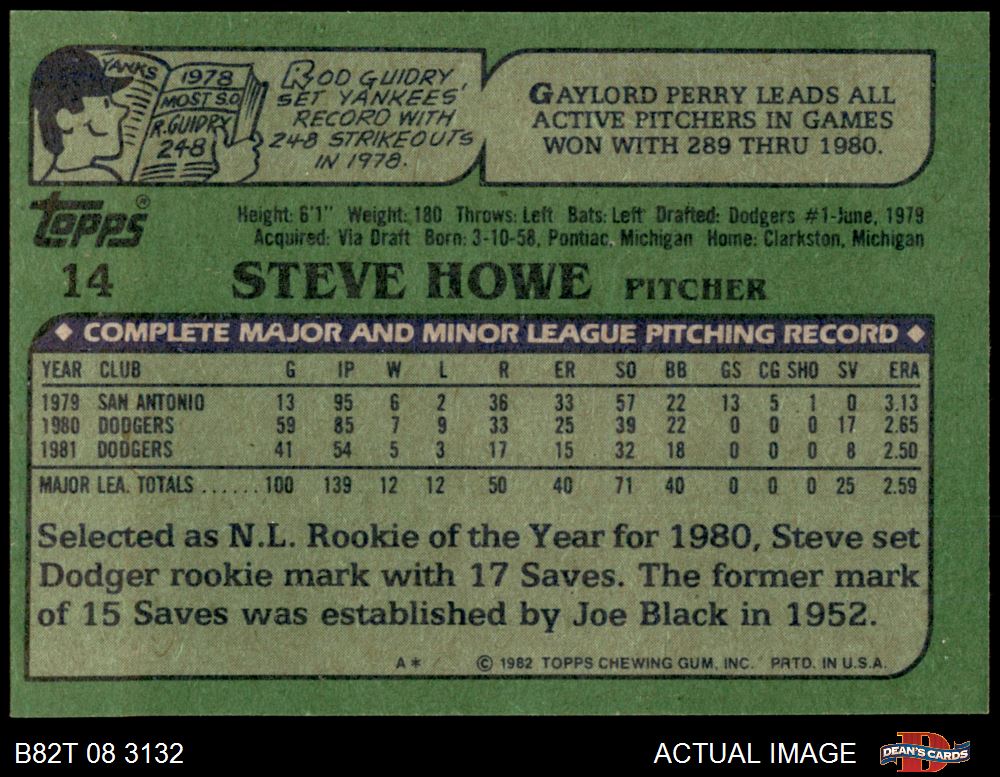 YANKS
1978
MOST S.O.
R. GUIDRY
248
ROD GUIDRY
SET YANKEES'
RECORD WITH
248 STRIKEOUTS
IN 1978.
GAYLORD PERRY LEADS ALL
ACTIVE PITCHERS IN GAMES
WON WITH 289 THRU 1980.
TOPPS®
Height: 6'1" Weight: 180 Throws: Left Bats: Left Drafted: Dodgers #1-June, 1979
Acquired: Via Draft Born: 3-10-58, Pontiac, Michigan Home: Clarkston, Michigan
14 STEVE HOWE PITCHER
◆ COMPLETE MAJOR AND MINOR LEAGUE PITCHING RECORD ◆
YEAR CLUB G IP W L R ER SO BB GS CG SHO SV ERA
1979 SAN ANTONIO 13 95 6 2 36 33 57 22 13 5 1 0 3.13
1980 DODGERS 59 85 7 9 33 25 39 22 0 0 0 17 2.65
1981 DODGERS 41 54 5 3 17 15 32 18 0 0 0 8 2.50
MAJOR LEA. TOTALS ...... 100 139 12 12 50 40 71 40 0 0 0 25 2.59
Selected as N.L. Rookie of the Year for 1980, Steve set
Dodger rookie mark with 17 Saves. The former mark
of 15 Saves was established by Joe Black in 1952.
A* © 1982 TOPPS CHEWING GUM, INC. PRTD. IN U.S.A.
B82T 08 3132 ACTUAL IMAGE DEAN'S CARDS